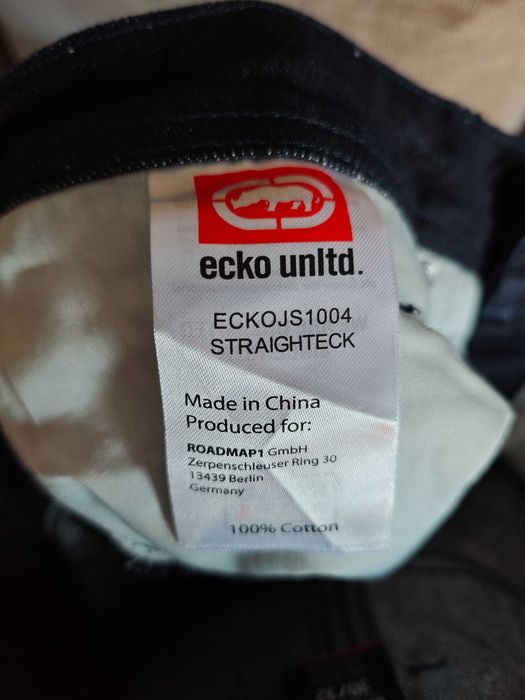 ecko unltd.
ECKOJS1004
STRAIGHTECK
Made in China
Produced for:
ROADMAP1 GmbH
Zerpenschleuser Ring 30
13439 Berlin
Germany
100% Cotton